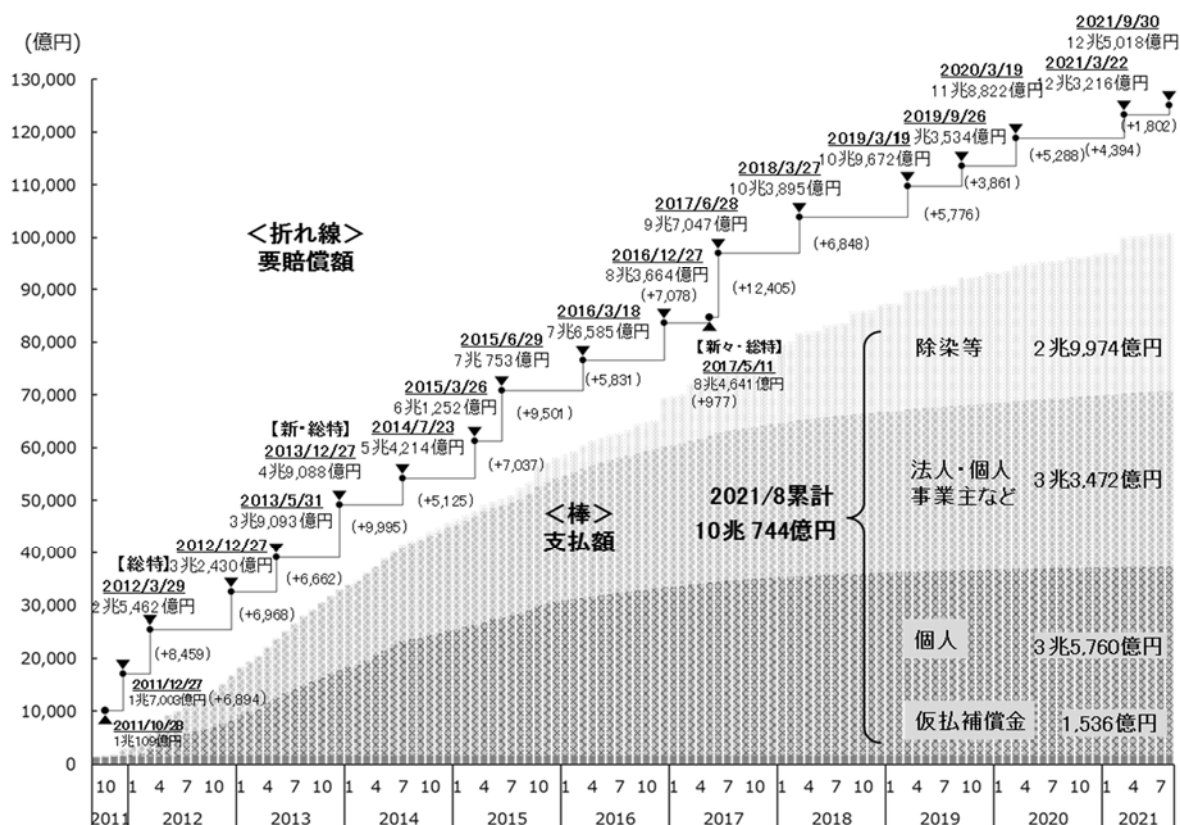 (億円)
2021/9/30
12兆5,018億円
2020/3/19
11兆8,822億円
2021/3/22
12兆3,216億円
2019/9/26
兆3,534億円
2019/3/19
10兆9,672億円
2018/3/27
10兆3,895億円
2017/6/28
9兆7,047億円
2016/12/27
8兆3,664億円
2016/3/18
7兆6,585億円
2015/6/29
7兆 753億円
2015/3/26
6兆1,252億円
2014/7/23
5兆4,214億円
【新・総特】
2013/12/27
4兆9,088億円
2013/5/31
3兆9,093億円
2012/12/27
3兆2,430億円
【総特】
2012/3/29
2兆5,462億円
2011/12/27
1兆7,003億円
2011/10/28
1兆109億円
【新々・総特】
2017/5/11
8兆4,641億円
(+977)
(+1,802)
(+4,394)
(+5,288)
(+3,861)
(+5,776)
(+6,848)
(+12,405)
(+7,078)
(+5,831)
(+9,501)
(+7,037)
(+5,125)
(+9,995)
(+6,662)
(+6,968)
(+8,459)
(+6,894)
<折れ線>
要賠償額
<棒>
支払額
2021/8累計
10兆 744億円
除染等 2兆9,974億円
法人・個人
事業主など
3兆3,472億円
個人 3兆5,760億円
仮払補償金 1,536億円
130,000
120,000
110,000
100,000
90,000
80,000
70,000
60,000
50,000
40,000
30,000
20,000
10,000
0
10 1 4 7 10 1 4 7 10 1 4 7 10 1 4 7 10 1 4 7 10 1 4 7 10 1 4 7 10 1 4 7 10 1 4 7 10 1 4 7
2011 2012 2013 2014 2015 2016 2017 2018 2019 2020 2021